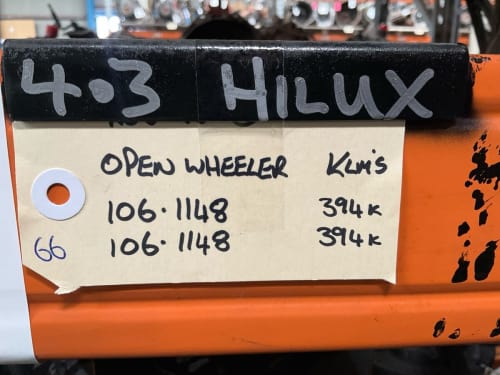 4.3 HILUX
OPEN WHEELER KLM'S
106.1148 394K
106.1148 394K
66